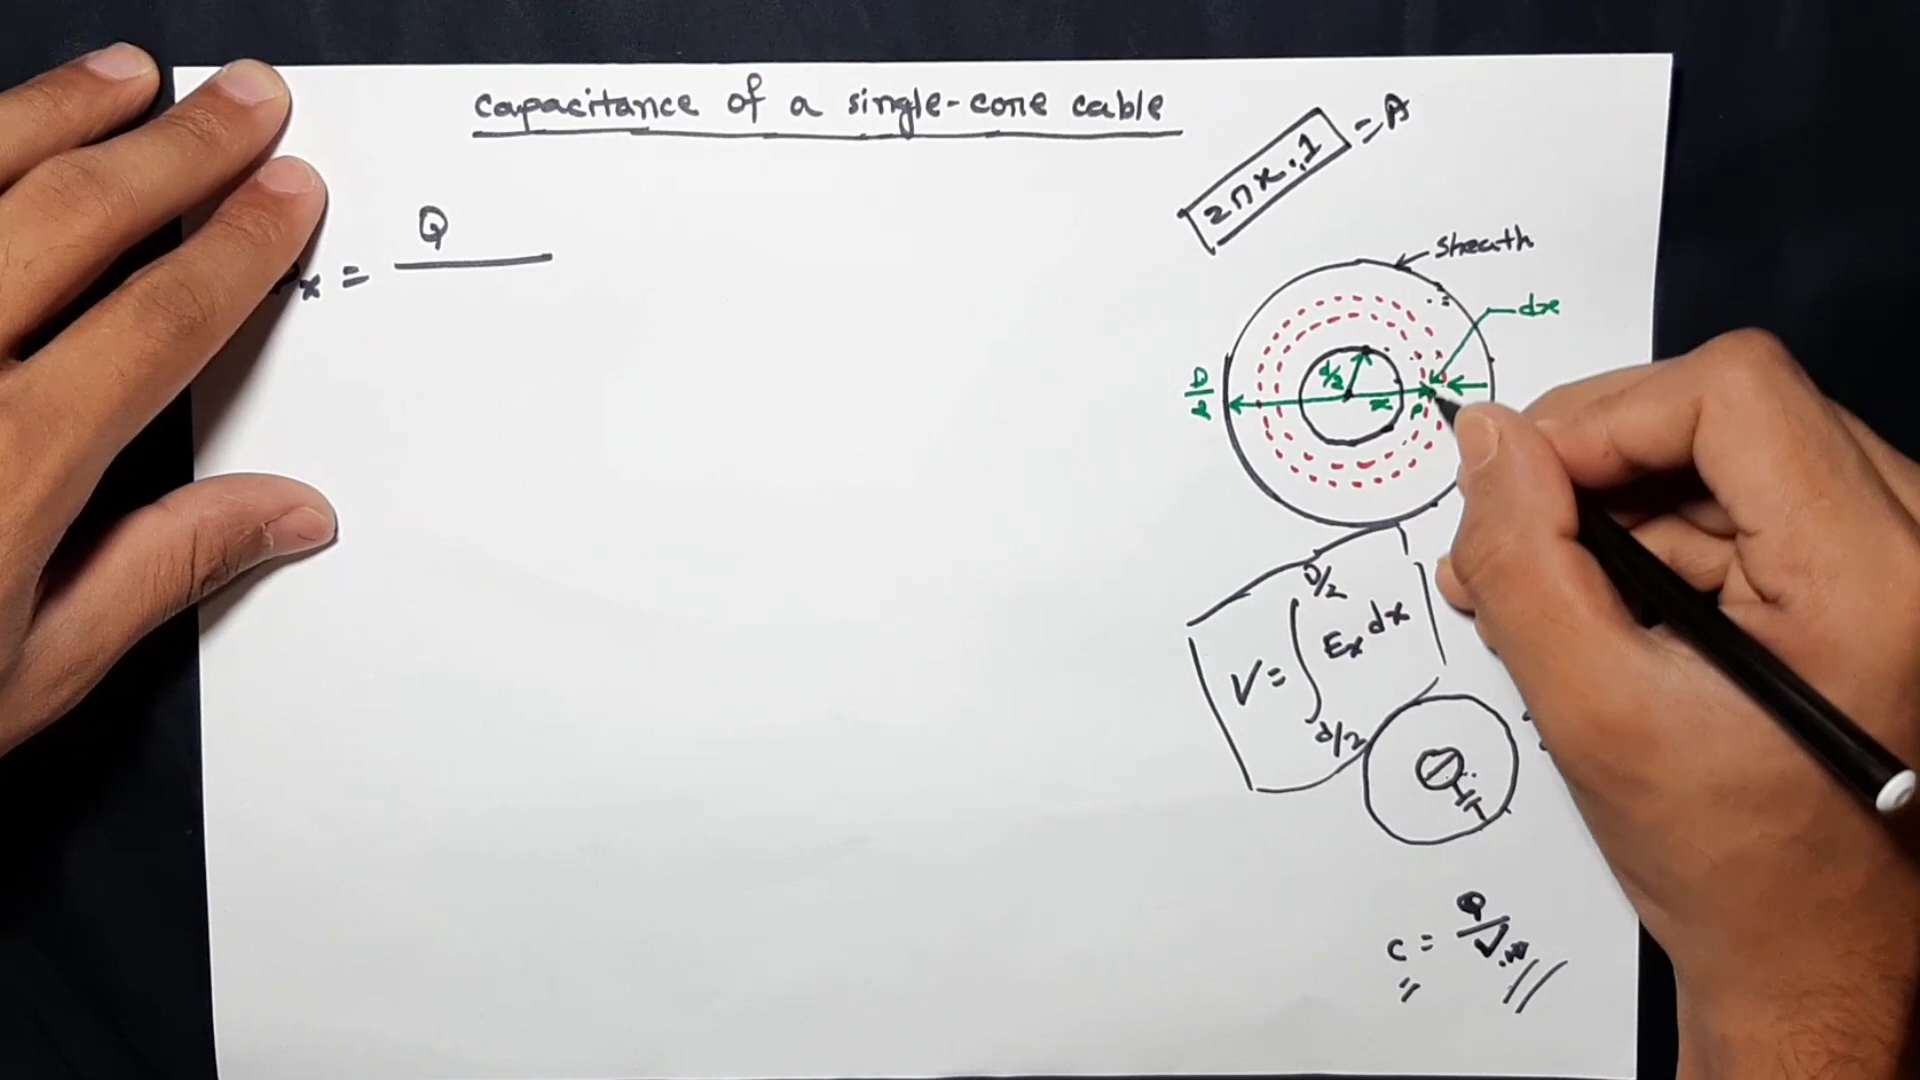 capacitance of a single-core cable
2πx.1 = A
Q
x =
Sheath
dx
D/2
d/2
x
P
D/2
V = ∫ Ex dx
d/2
C = Q/V